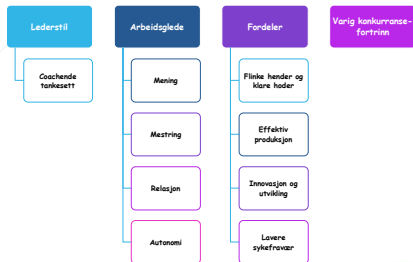 Lederstil
Coachende
tankesett
Arbeidsglede
Mening
Mestring
Relasjon
Autonomi
Fordeler
Flinke hender og
klare hoder
Effektiv
produksjon
Innovasjon og
utvikling
Lavere
sykefravær
Varig konkurranse-
fortrinn